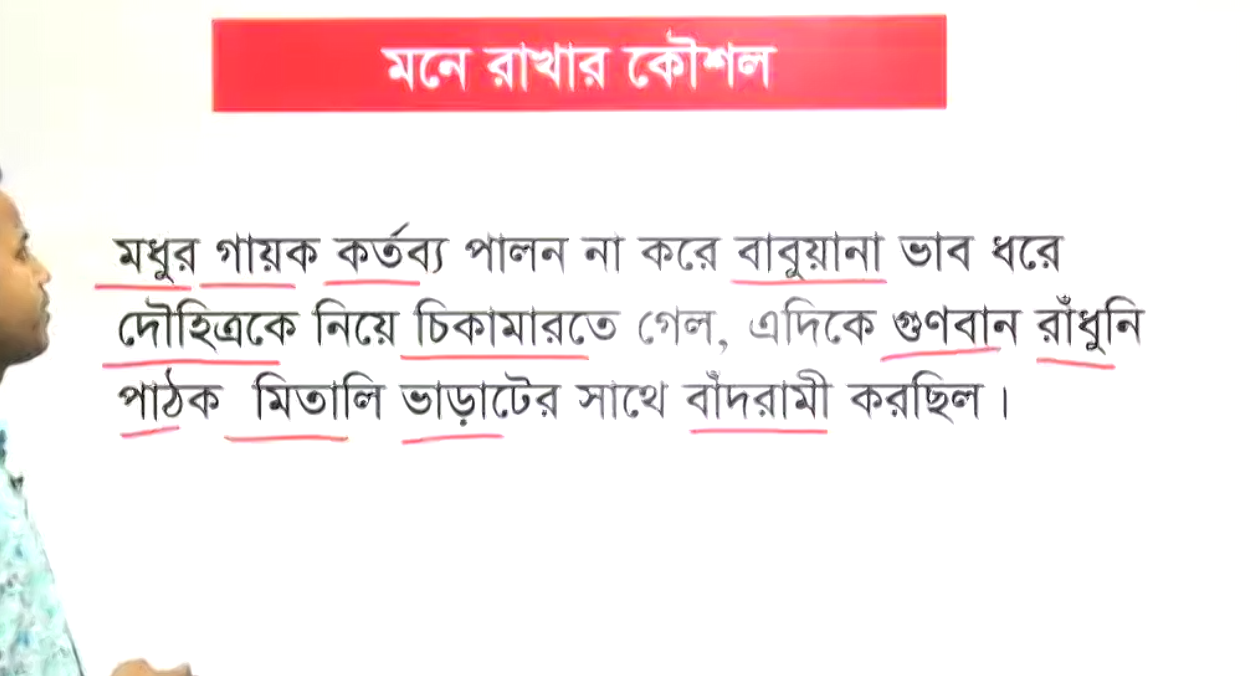 মনে রাখার কৌশল
মধুর গায়ক কর্তব্য পালন না করে বাবুয়ানা ভাব ধরে
দৌহিত্রকে নিয়ে চিকামারতে গেল, এদিকে গুণবান রাঁধুনি
পাঠক মিতালি ভাড়াটের সাথে বাঁদরামী করছিল।